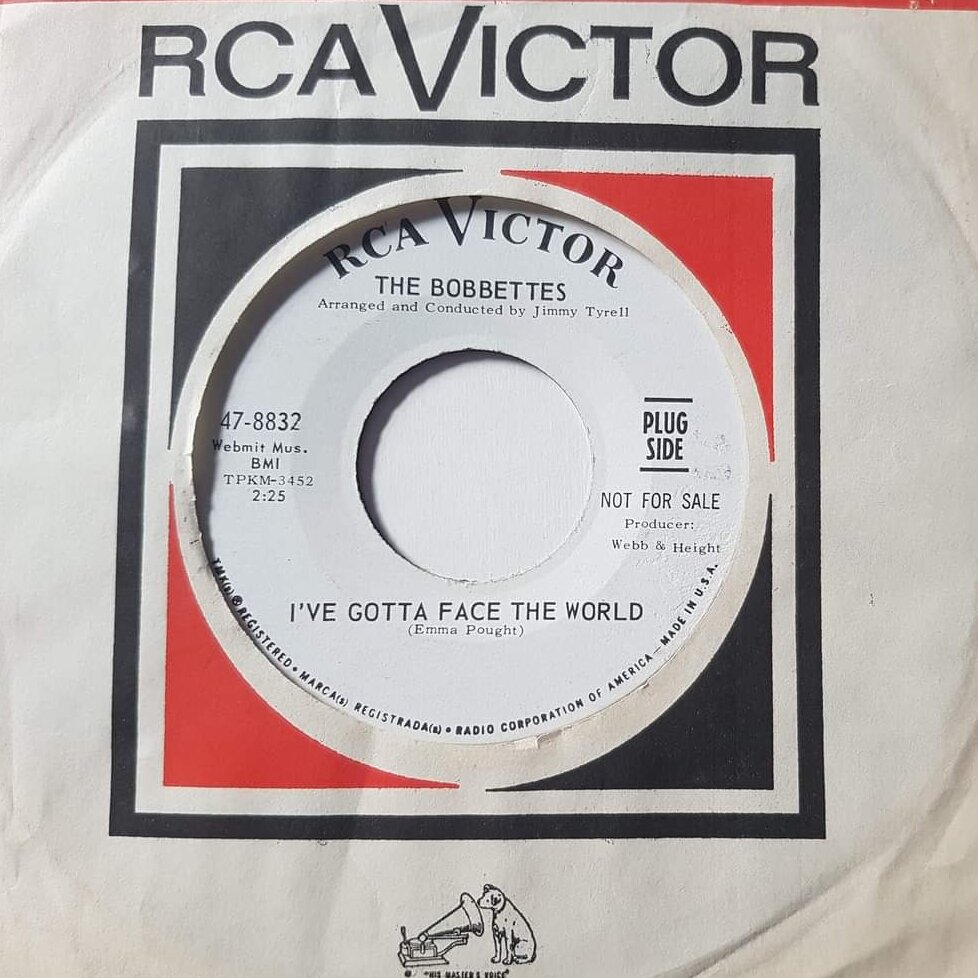 RCA VICTOR
RCA VICTOR
THE BOBBETTES
Arranged and Conducted by Jimmy Tyrell
47-8832
Webmit Mus.
BMI
TPKM-3452
2:25
PLUG
SIDE
NOT FOR SALE
Producer:
Webb & Height
I'VE GOTTA FACE THE WORLD
(Emma Pought)
TMK(s) ® REGISTERED • MARCA(s) REGISTRADA(s) • RADIO CORPORATION OF AMERICA — MADE IN U.S.A.
"HIS MASTER'S VOICE"